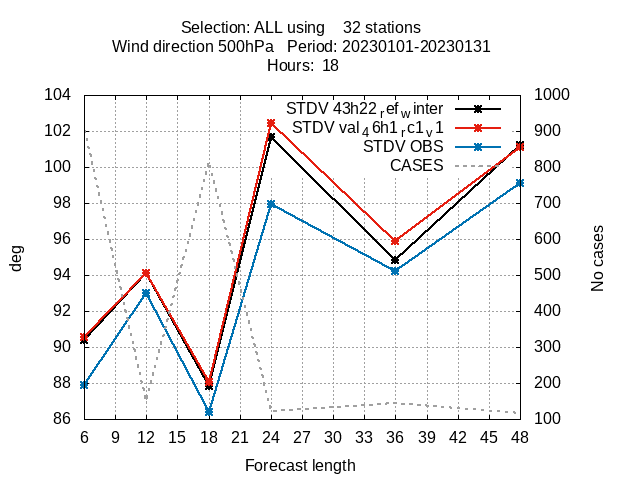 Selection: ALL using    32 stations
Wind direction 500hPa   Period: 20230101-20230131
Hours:  18
STDV 43h22refwinter
STDV val46h1rc1v1
STDV OBS
CASES
deg
No cases
104
102
100
98
96
94
92
90
88
86
1000
900
800
700
600
500
400
300
200
100
6 9 12 15 18 21 24 27 30 33 36 39 42 45 48
Forecast length